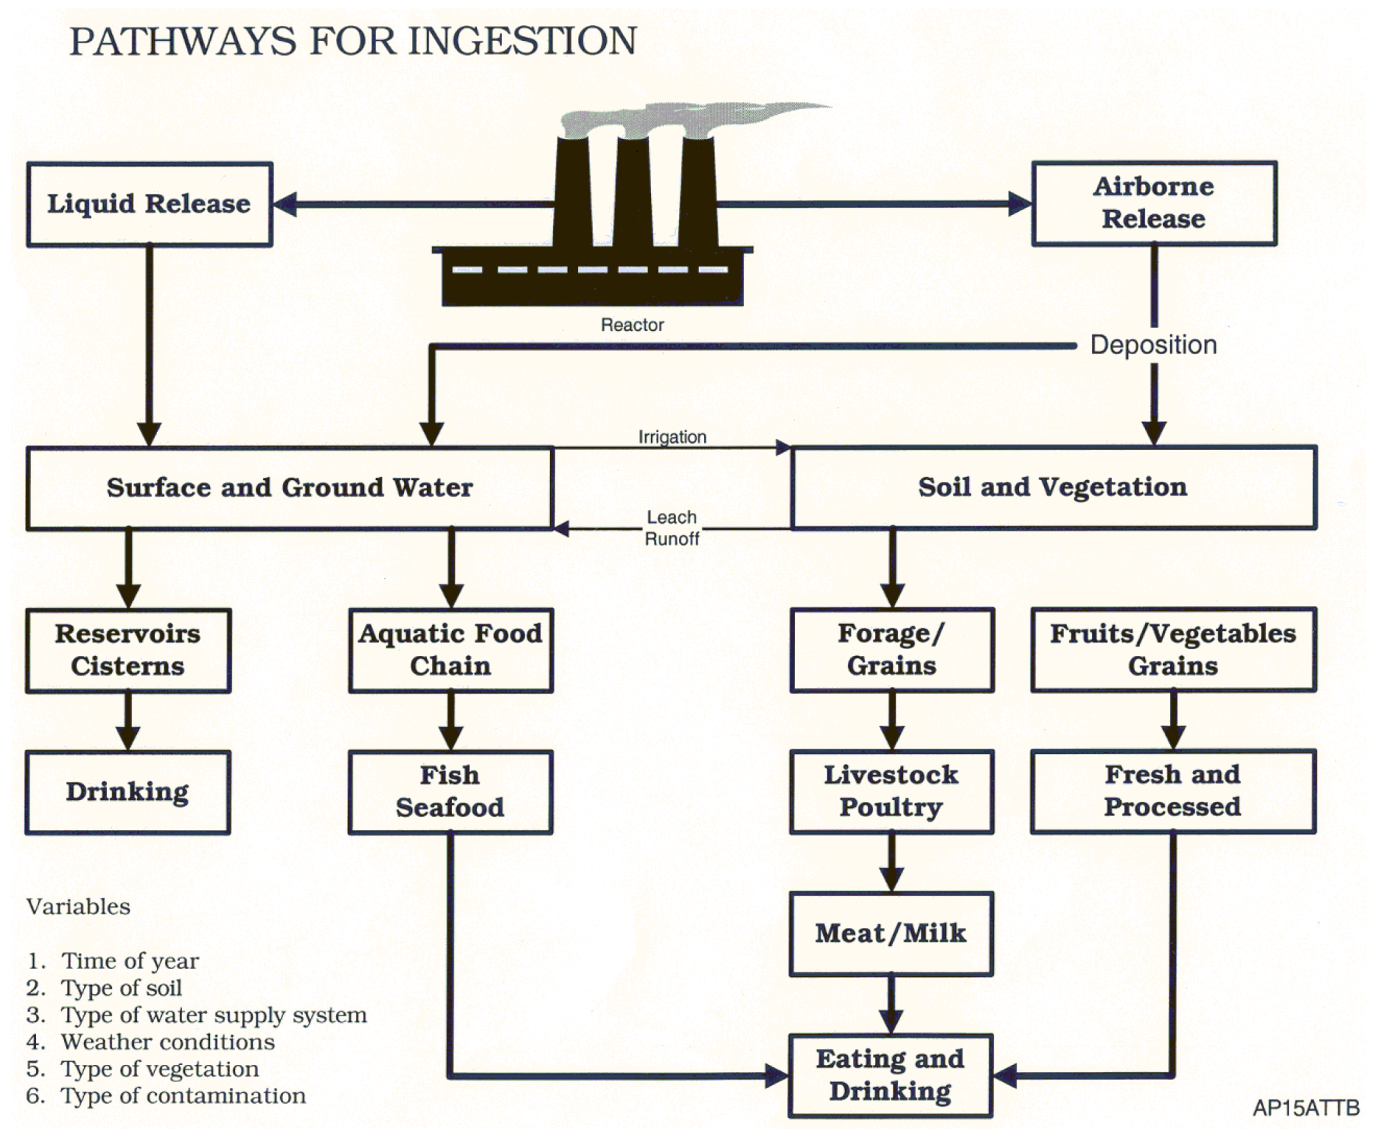 PATHWAYS FOR INGESTION
Liquid Release
Airborne
Release
Reactor
Deposition
Irrigation
Surface and Ground Water
Soil and Vegetation
Leach
Runoff
Reservoirs
Cisterns
Aquatic Food
Chain
Forage/
Grains
Fruits/Vegetables
Grains
Drinking
Fish
Seafood
Livestock
Poultry
Fresh and
Processed
Meat/Milk
Eating and
Drinking
Variables
1. Time of year
2. Type of soil
3. Type of water supply system
4. Weather conditions
5. Type of vegetation
6. Type of contamination
AP15ATTB